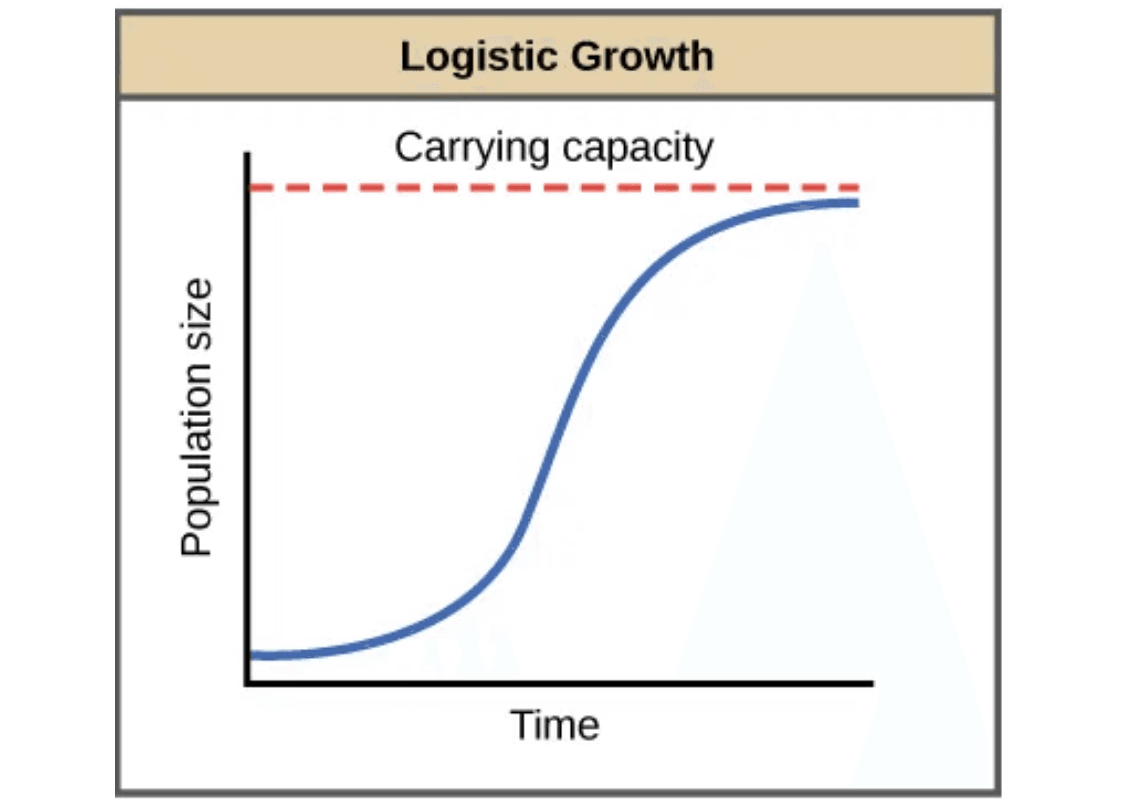 Logistic Growth
Carrying capacity
Population size
Time